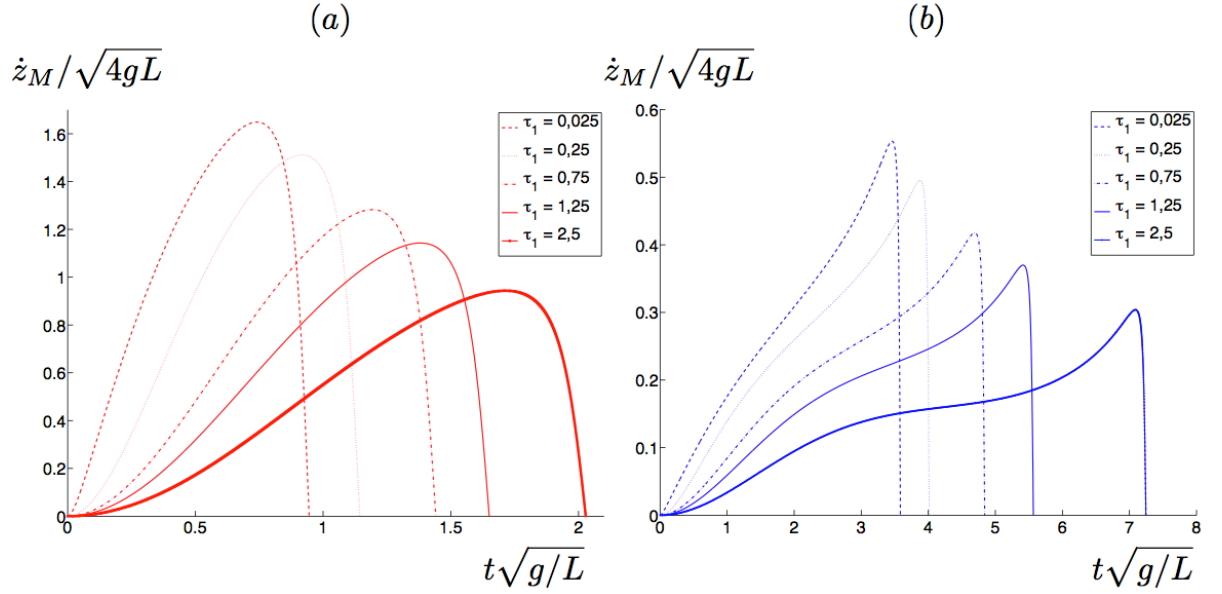 (a)
ż_M/√4gL
1.6
1.4
1.2
1
0.8
0.6
0.4
0.2
0
0 0.5 1 1.5 2
t√g/L
τ_1 = 0,025
τ_1 = 0,25
τ_1 = 0,75
τ_1 = 1,25
τ_1 = 2,5
(b)
ż_M/√4gL
0.6
0.5
0.4
0.3
0.2
0.1
0
0 1 2 3 4 5 6 7 8
t√g/L
τ_1 = 0,025
τ_1 = 0,25
τ_1 = 0,75
τ_1 = 1,25
τ_1 = 2,5